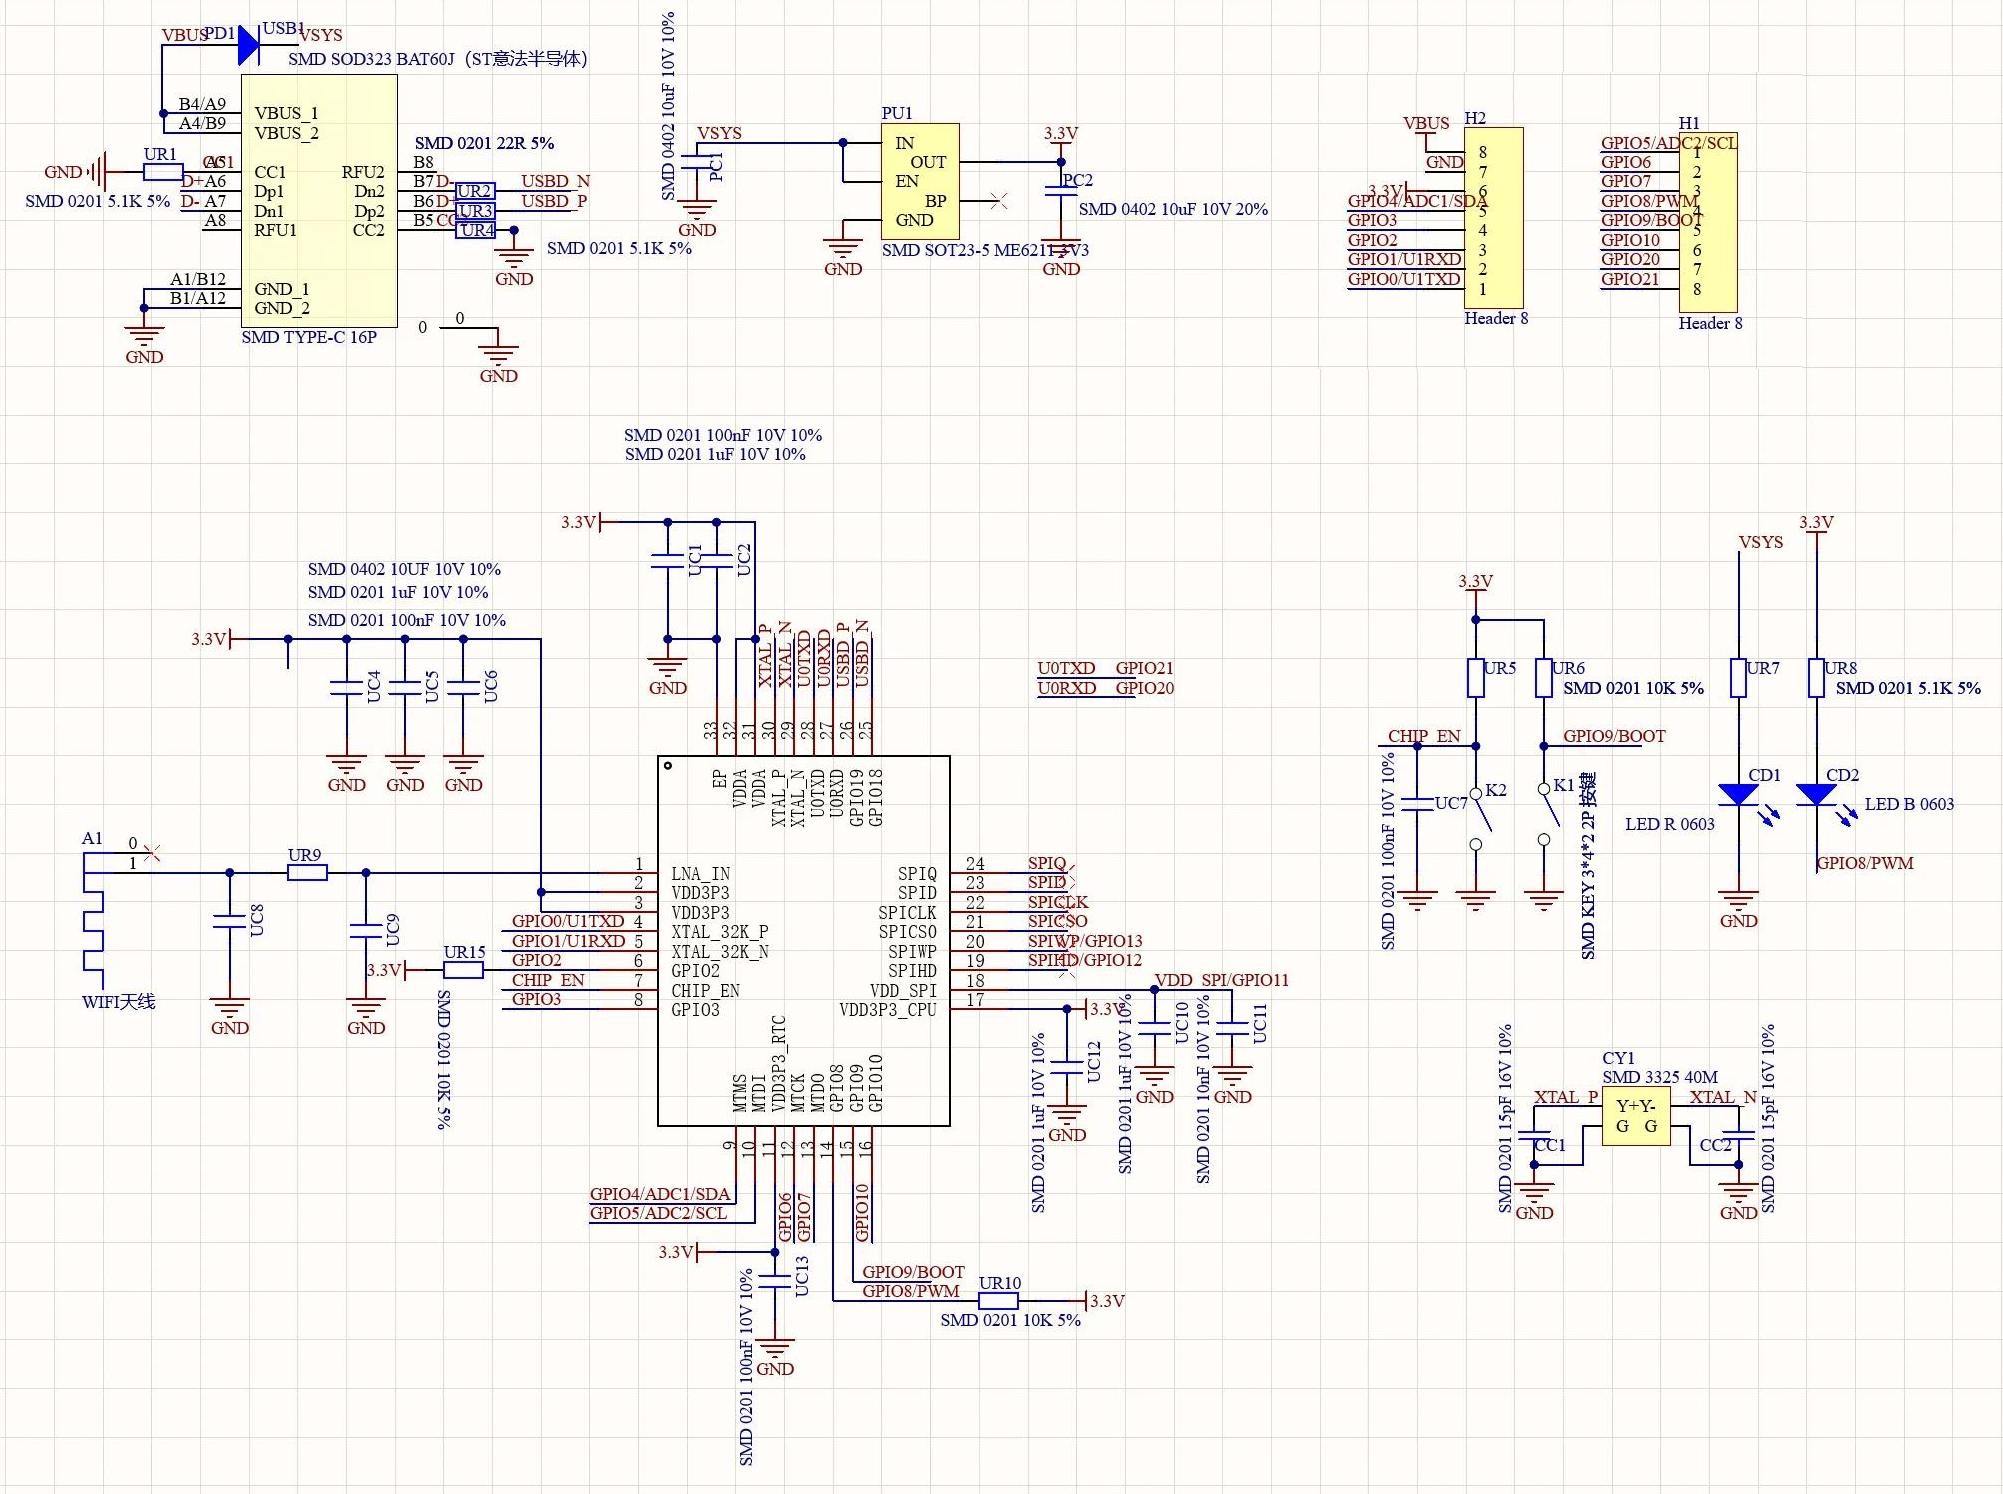 VBUS PD1 USB1 VSYS
SMD SOD323 BAT60J（ST意法半导体）
B4/A9 VBUS_1
A4/B9 VBUS_2
GND UR1 CC1 A5 CC1
SMD 0201 5.1K 5%
D+ A6 Dp1
D- A7 Dn1
A8 RFU1
A1/B12 GND_1
B1/A12 GND_2
GND
SMD TYPE-C 16P
SMD 0201 22R 5%
RFU2 B8
Dn2 B7 D- UR2 USBD_N
Dp2 B6 D+ UR3 USBD_P
CC2 B5 UR4
SMD 0201 5.1K 5%
GND
0 0
GND
SMD 0402 10uF 10V 10%
VSYS
PC1
GND
PU1
IN
OUT
EN
BP
GND
GND
SMD SOT23-5 ME6211 3V3
3.3V
PC2
SMD 0402 10uF 10V 20%
GND
H2
VBUS 8
GND 7
3.3V 6
GPIO4/ADC1/SDA 5
GPIO3 4
GPIO2 3
GPIO1/U1RXD 2
GPIO0/U1TXD 1
Header 8
H1
GPIO5/ADC2/SCL 1
GPIO6 2
GPIO7 3
GPIO8/PWM 4
GPIO9/BOOT 5
GPIO10 6
GPIO20 7
GPIO21 8
Header 8
SMD 0201 100nF 10V 10%
SMD 0201 1uF 10V 10%
3.3V
UC1
UC2
GND
SMD 0402 10UF 10V 10%
SMD 0201 1uF 10V 10%
SMD 0201 100nF 10V 10%
3.3V
UC4
UC5
UC6
GND
GND
GND
XTAL_P
XTAL_N
U0TXD
U0RXD
USBD_P
USBD_N
33 EP
32 VDDA
31 VDDA
30 XTAL_P
29 XTAL_N
28 UOTXD
27 UORXD
26 GPIO19
25 GPIO18
U0TXD GPIO21
U0RXD GPIO20
A1
0
1
WIFI天线
UR9
UC8
GND
UC9
GND
3.3V UR15
SMD 0201 10K 5%
1 LNA_IN
2 VDD3P3
3 VDD3P3
GPIO0/U1TXD 4 XTAL_32K_P
GPIO1/U1RXD 5 XTAL_32K_N
GPIO2 6 GPIO2
CHIP_EN 7 CHIP_EN
GPIO3 8 GPIO3
SPIQ 24 SPIQ
SPID 23 SPID
SPICLK 22 SPICLK
SPICSO 21 SPICSO
SPIWP 20 SPIWP/GPIO13
SPIHD 19 SPIHD/GPIO12
VDD_SPI 18 VDD_SPI/GPIO11
VDD3P3_CPU 17 3.3V
SMD 0201 1uF 10V 10%
UC12
GND
SMD 0201 1uF 10V 10%
UC10
GND
SMD 0201 10nF 10V 10%
UC11
GND
MTMS 9
MTDI 10
VDD3P3_RTC 11
MTCK 12
MTDO 13
GPIO8 14
GPIO9 15
GPIO10 16
GPIO4/ADC1/SDA
GPIO5/ADC2/SCL
GPIO6
GPIO7
GPIO10
3.3V
SMD 0201 100nF 10V 10%
UC13
GND
GPIO9/BOOT
GPIO8/PWM
UR10
3.3V
SMD 0201 10K 5%
3.3V
UR5
UR6
SMD 0201 10K 5%
CHIP_EN
GPIO9/BOOT
SMD 0201 100nF 10V 10%
UC7
K2
K1
SMD KEY 3*4*2 2P 按键
VSYS
UR7
CD1
LED R 0603
GND
3.3V
UR8
SMD 0201 5.1K 5%
CD2
LED B 0603
GPIO8/PWM
CY1
SMD 3325 40M
XTAL_P
Y+Y-
G G
XTAL_N
SMD 0201 15pF 16V 10%
CC1
GND
CC2
SMD 0201 15pF 16V 10%
GND